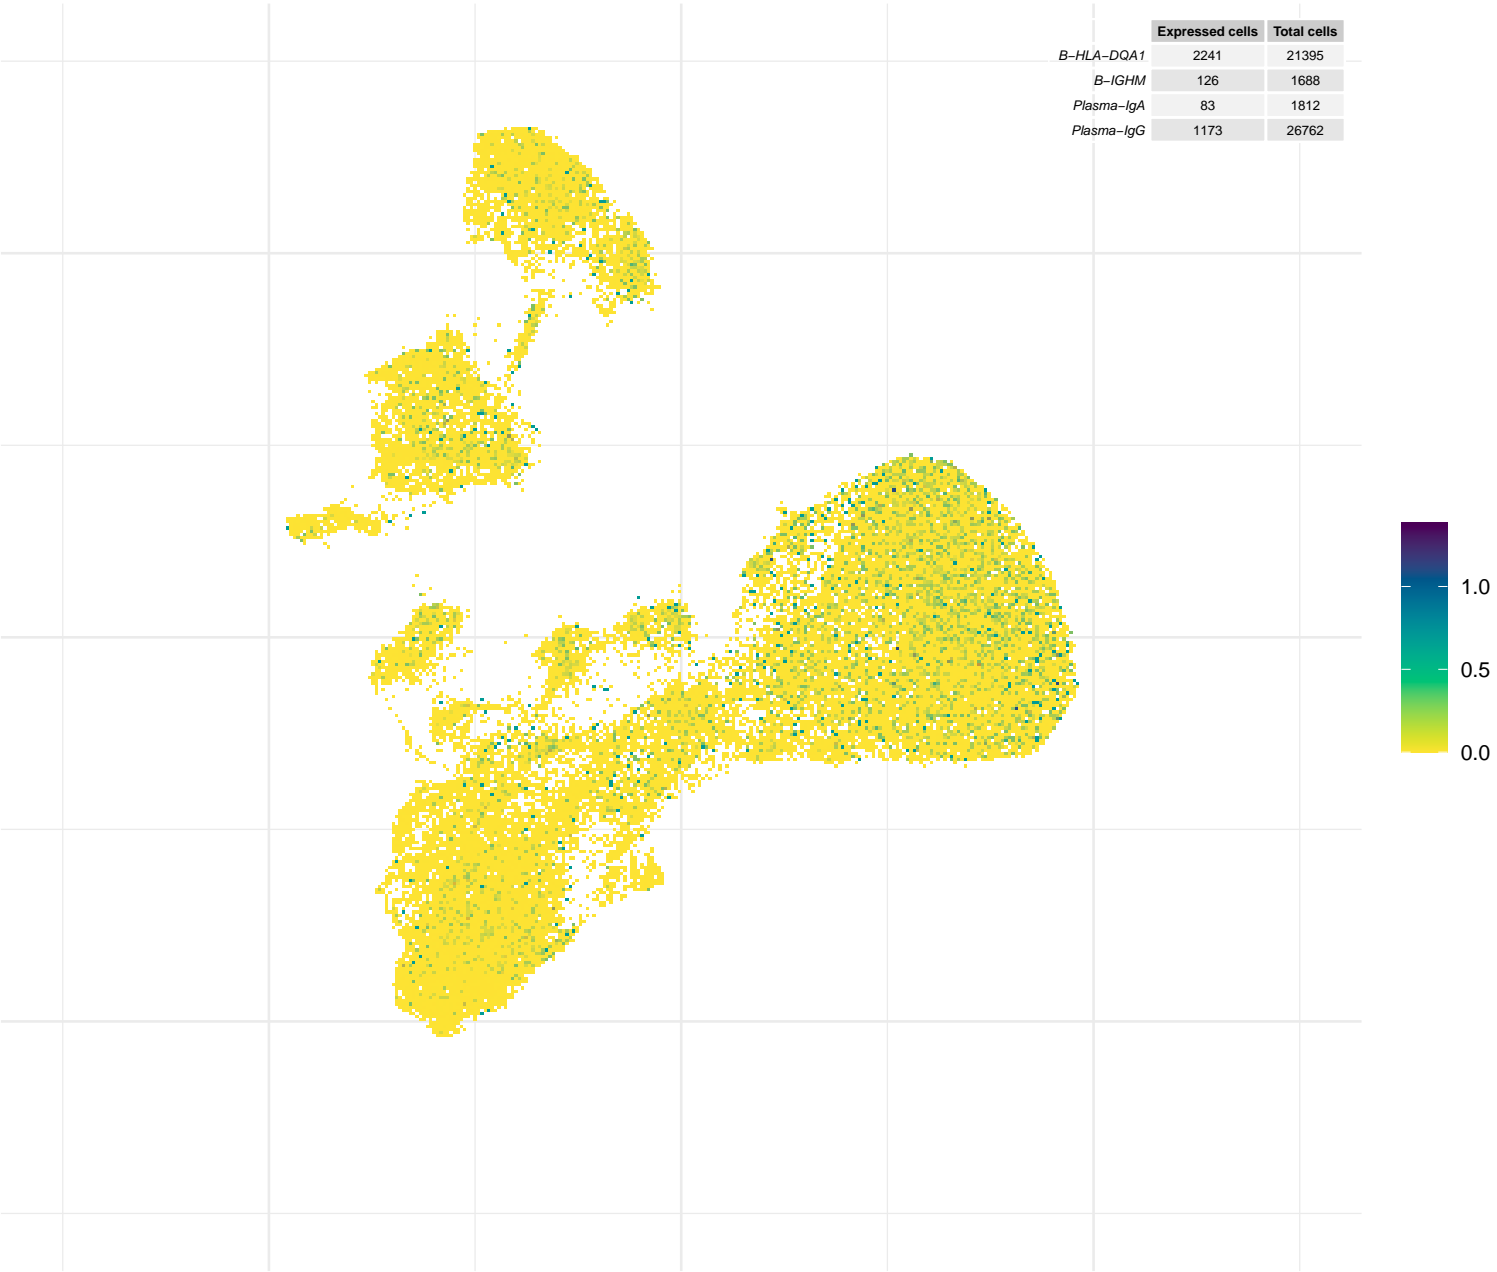 Expressed cells Total cells
B−HLA−DQA1 2241 21395
B−IGHM 126 1688
Plasma−IgA 83 1812
Plasma−IgG 1173 26762
1.0
0.5
0.0